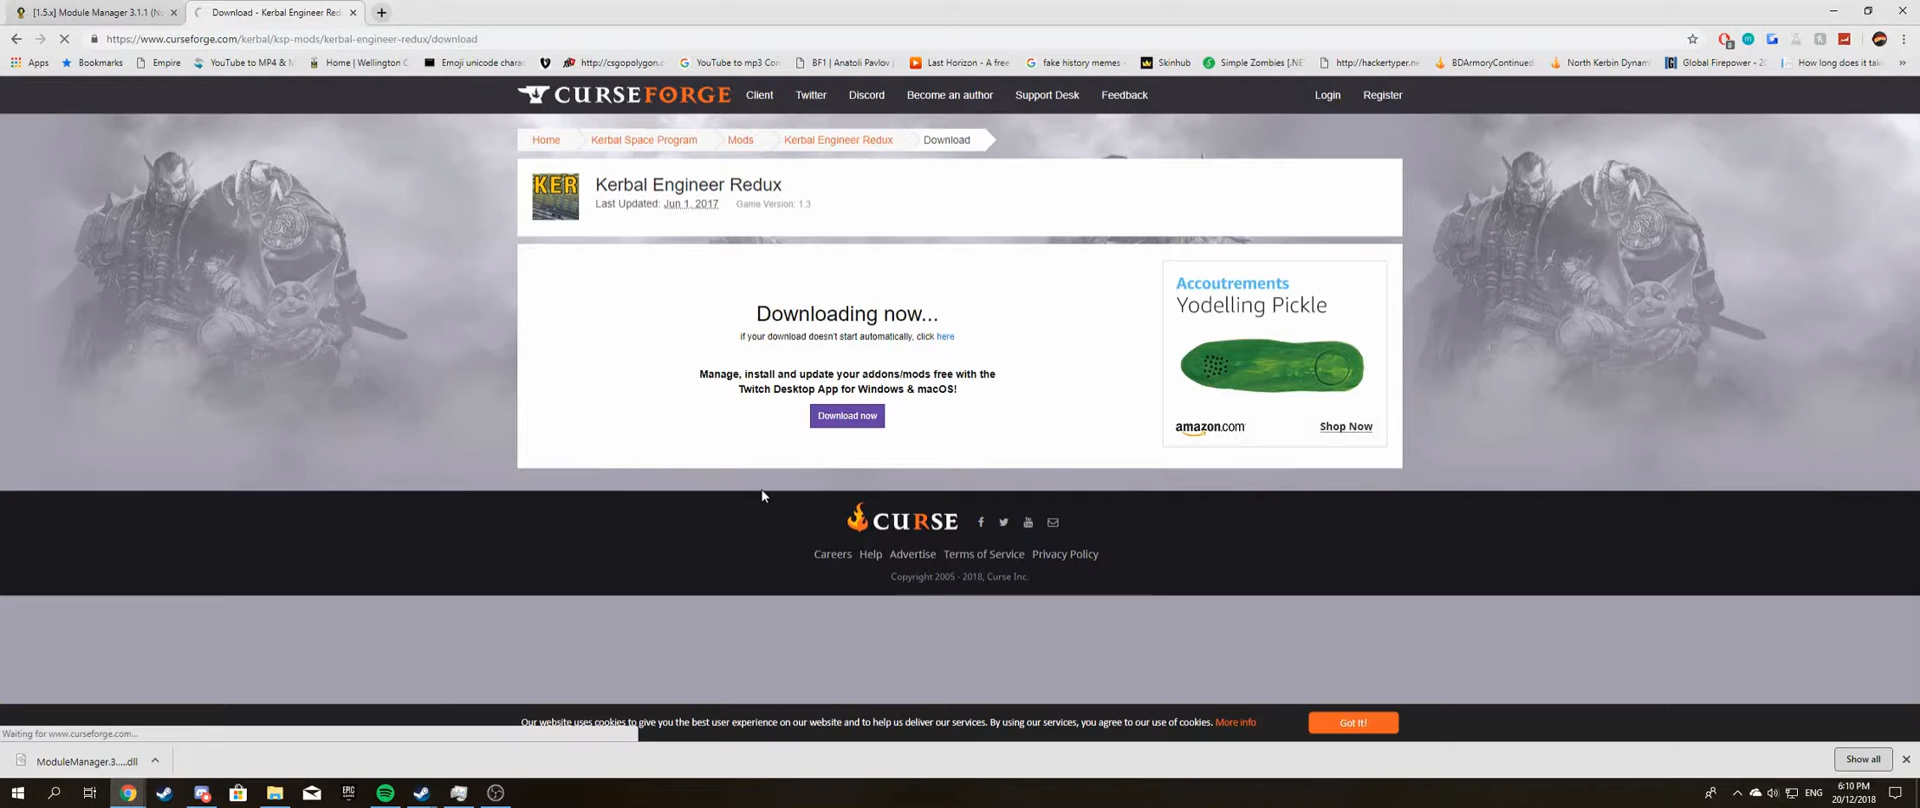 [1.5.x] Module Manager 3.1.1 (No
Download - Kerbal Engineer Red
https://www.curseforge.com/kerbal/ksp-mods/kerbal-engineer-redux/download
Apps Bookmarks Empire YouTube to MP4 & M Home | Wellington C Emoji unicode charac http://csgopolygon.c YouTube to mp3 Con BF1 | Anatoli Pavlov | Last Horizon - A free fake history memes - Skinhub Simple Zombies [.NE http://hackertyper.ne BDArmoryContinued North Kerbin Dynam Global Firepower - 20 How long does it take
CURSEFORGE Client Twitter Discord Become an author Support Desk Feedback Login Register
Home Kerbal Space Program Mods Kerbal Engineer Redux Download
KER
Kerbal Engineer Redux
Last Updated: Jun 1, 2017 Game Version: 1.3
Downloading now...
if your download doesn't start automatically, click here
Manage, install and update your addons/mods free with the
Twitch Desktop App for Windows & macOS!
Download now
Accoutrements
Yodelling Pickle
amazon.com Shop Now
CURSE
Careers Help Advertise Terms of Service Privacy Policy
Copyright 2005 - 2018, Curse Inc.
Our website uses cookies to give you the best user experience on our website and to help us deliver our services. By using our services, you agree to our use of cookies. More info
Got it!
Waiting for www.curseforge.com...
ModuleManager.3.....dll
Show all
EPIC
ENG
6:10 PM
20/12/2018